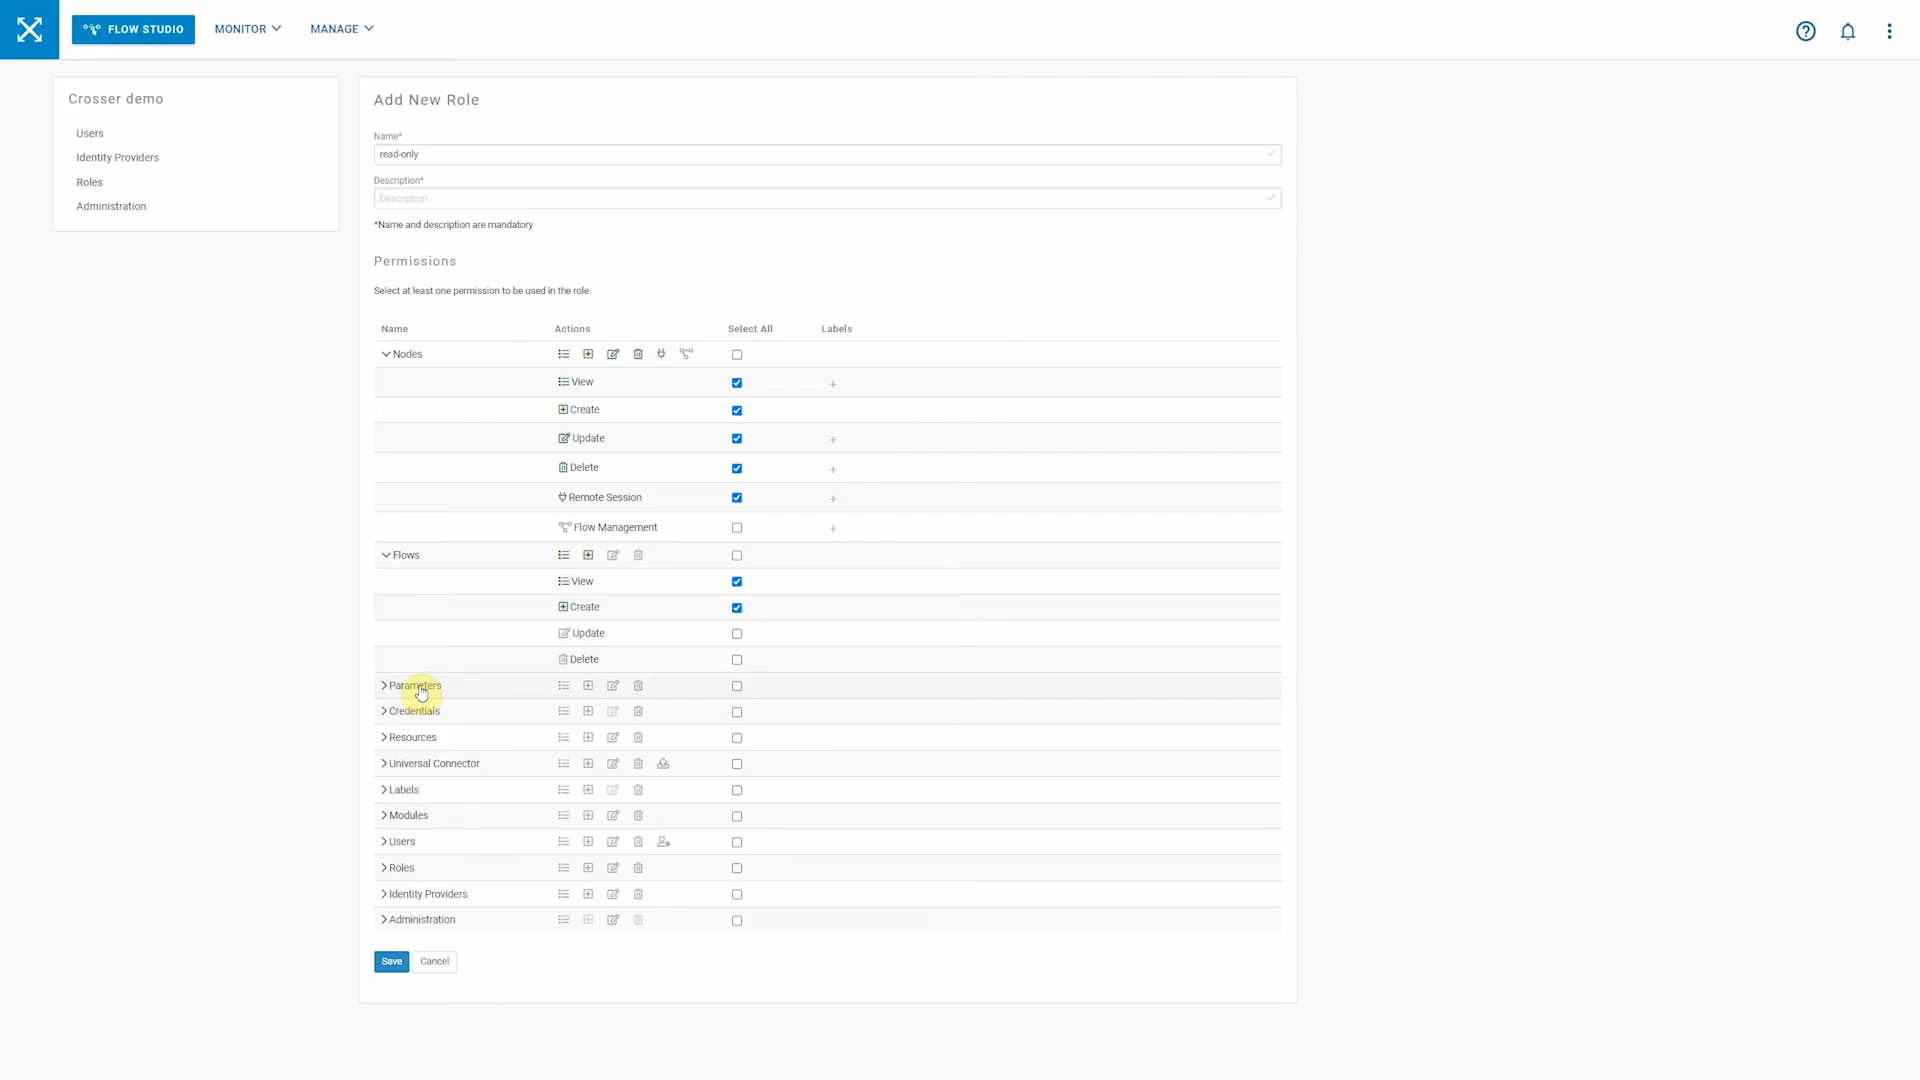 FLOW STUDIO MONITOR MANAGE
Crosser demo
Users
Identity Providers
Roles
Administration
Add New Role
Name*
read-only
Description*
Description
*Name and description are mandatory
Permissions
Select at least one permission to be used in the role.
Name Actions Select All Labels
Nodes
View
Create
Update
Delete
Remote Session
Flow Management
Flows
View
Create
Update
Delete
Parameters
Credentials
Resources
Universal Connector
Labels
Modules
Users
Roles
Identity Providers
Administration
Save Cancel